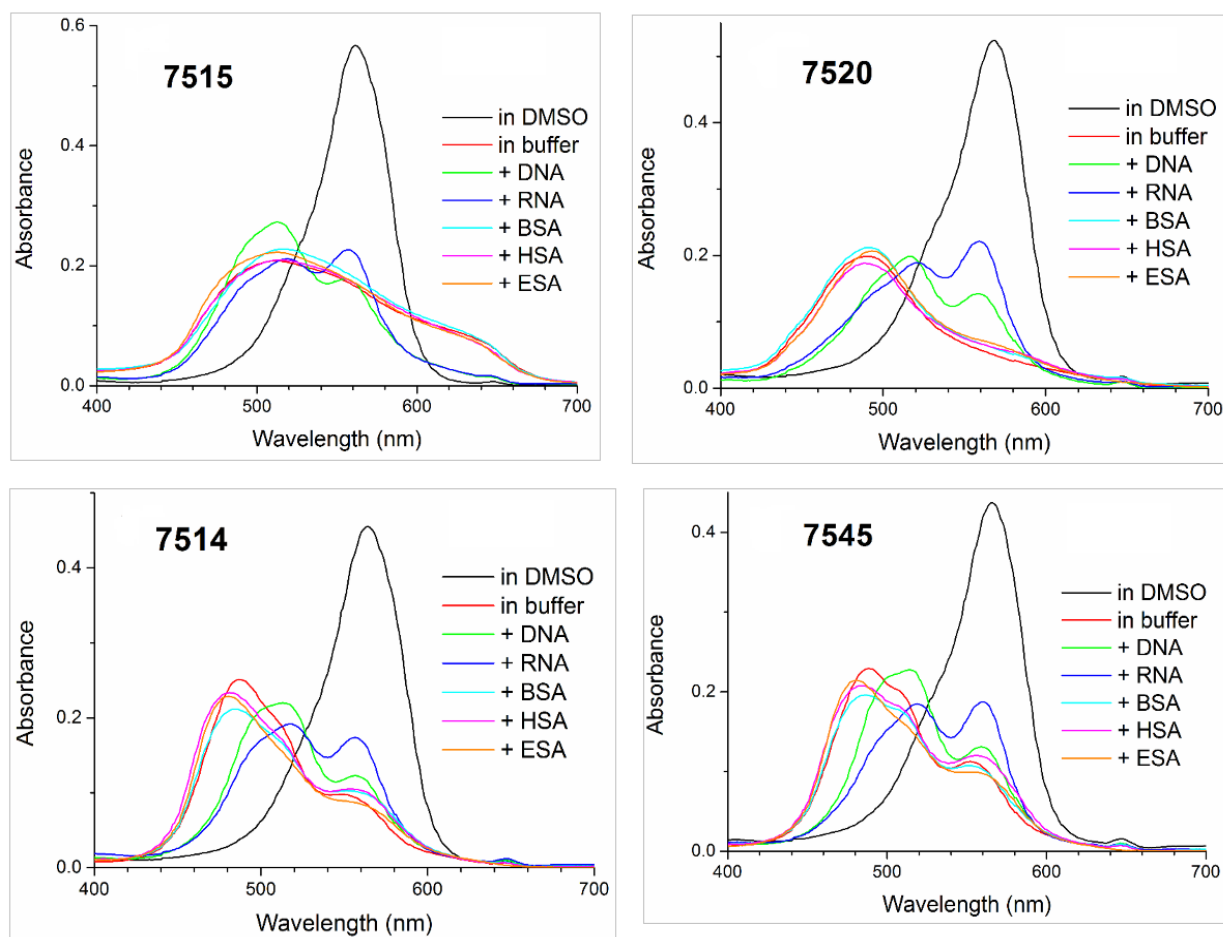 0.6
7515
in DMSO
in buffer
+ DNA
+ RNA
+ BSA
+ HSA
+ ESA
0.4
0.2
0.0
Absorbance
400
500
600
700
Wavelength (nm)
7520
in DMSO
in buffer
+ DNA
+ RNA
+ BSA
+ HSA
+ ESA
0.4
0.2
0.0
Absorbance
400
500
600
700
Wavelength (nm)
7514
in DMSO
in buffer
+ DNA
+ RNA
+ BSA
+ HSA
+ ESA
0.4
0.2
0.0
Absorbance
400
500
600
700
Wavelength (nm)
7545
in DMSO
in buffer
+ DNA
+ RNA
+ BSA
+ HSA
+ ESA
0.4
0.2
0.0
Absorbance
400
500
600
700
Wavelength (nm)